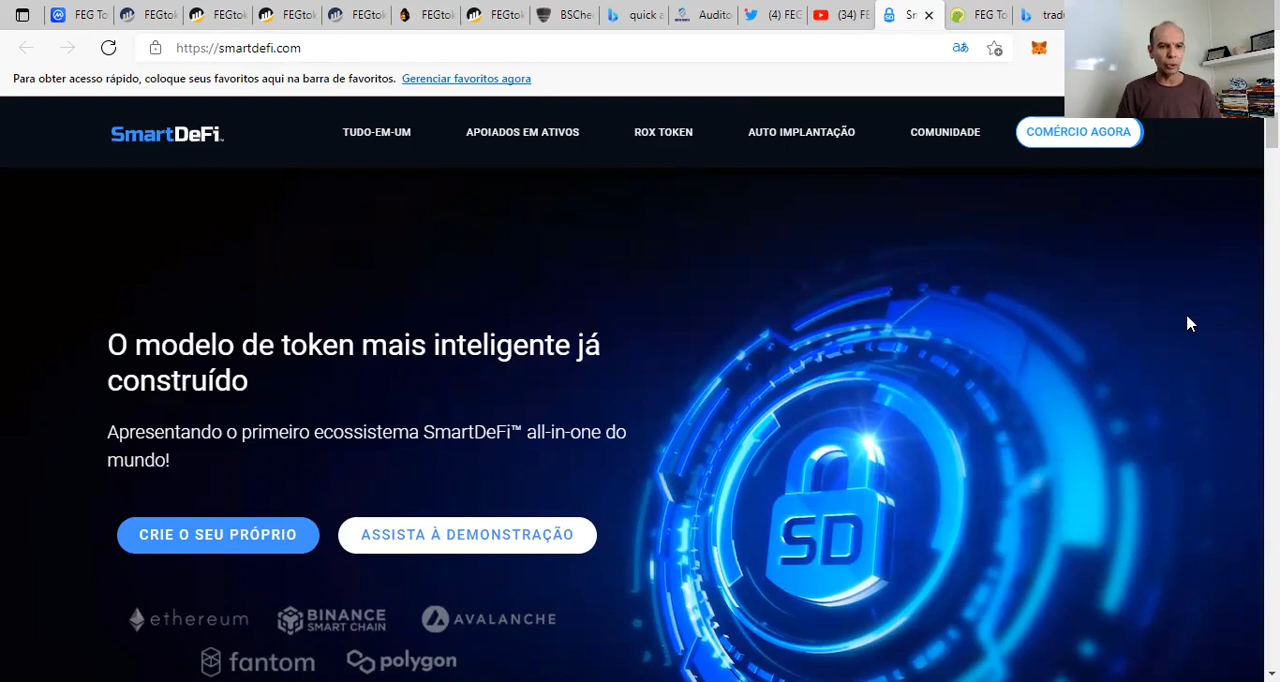 FEG To
FEGtok
FEGtok
FEGtok
FEGtok
FEGto
FEGtok
BSChe
quick a
Audito
(4) FEG
(34) FE
Sm
FEG To
trad
https://smartdefi.com
Para obter acesso rápido, coloque seus favoritos aqui na barra de favoritos. Gerenciar favoritos agora
SmartDeFi
TUDO-EM-UM
APOIADOS EM ATIVOS
ROX TOKEN
AUTO IMPLANTAÇÃO
COMUNIDADE
COMÉRCIO AGORA
O modelo de token mais inteligente já
construído
Apresentando o primeiro ecossistema SmartDeFi™ all-in-one do
mundo!
CRIE O SEU PRÓPRIO
ASSISTA À DEMONSTRAÇÃO
SD
ethereum
BINANCE
SMART CHAIN
AVALANCHE
fantom
polygon